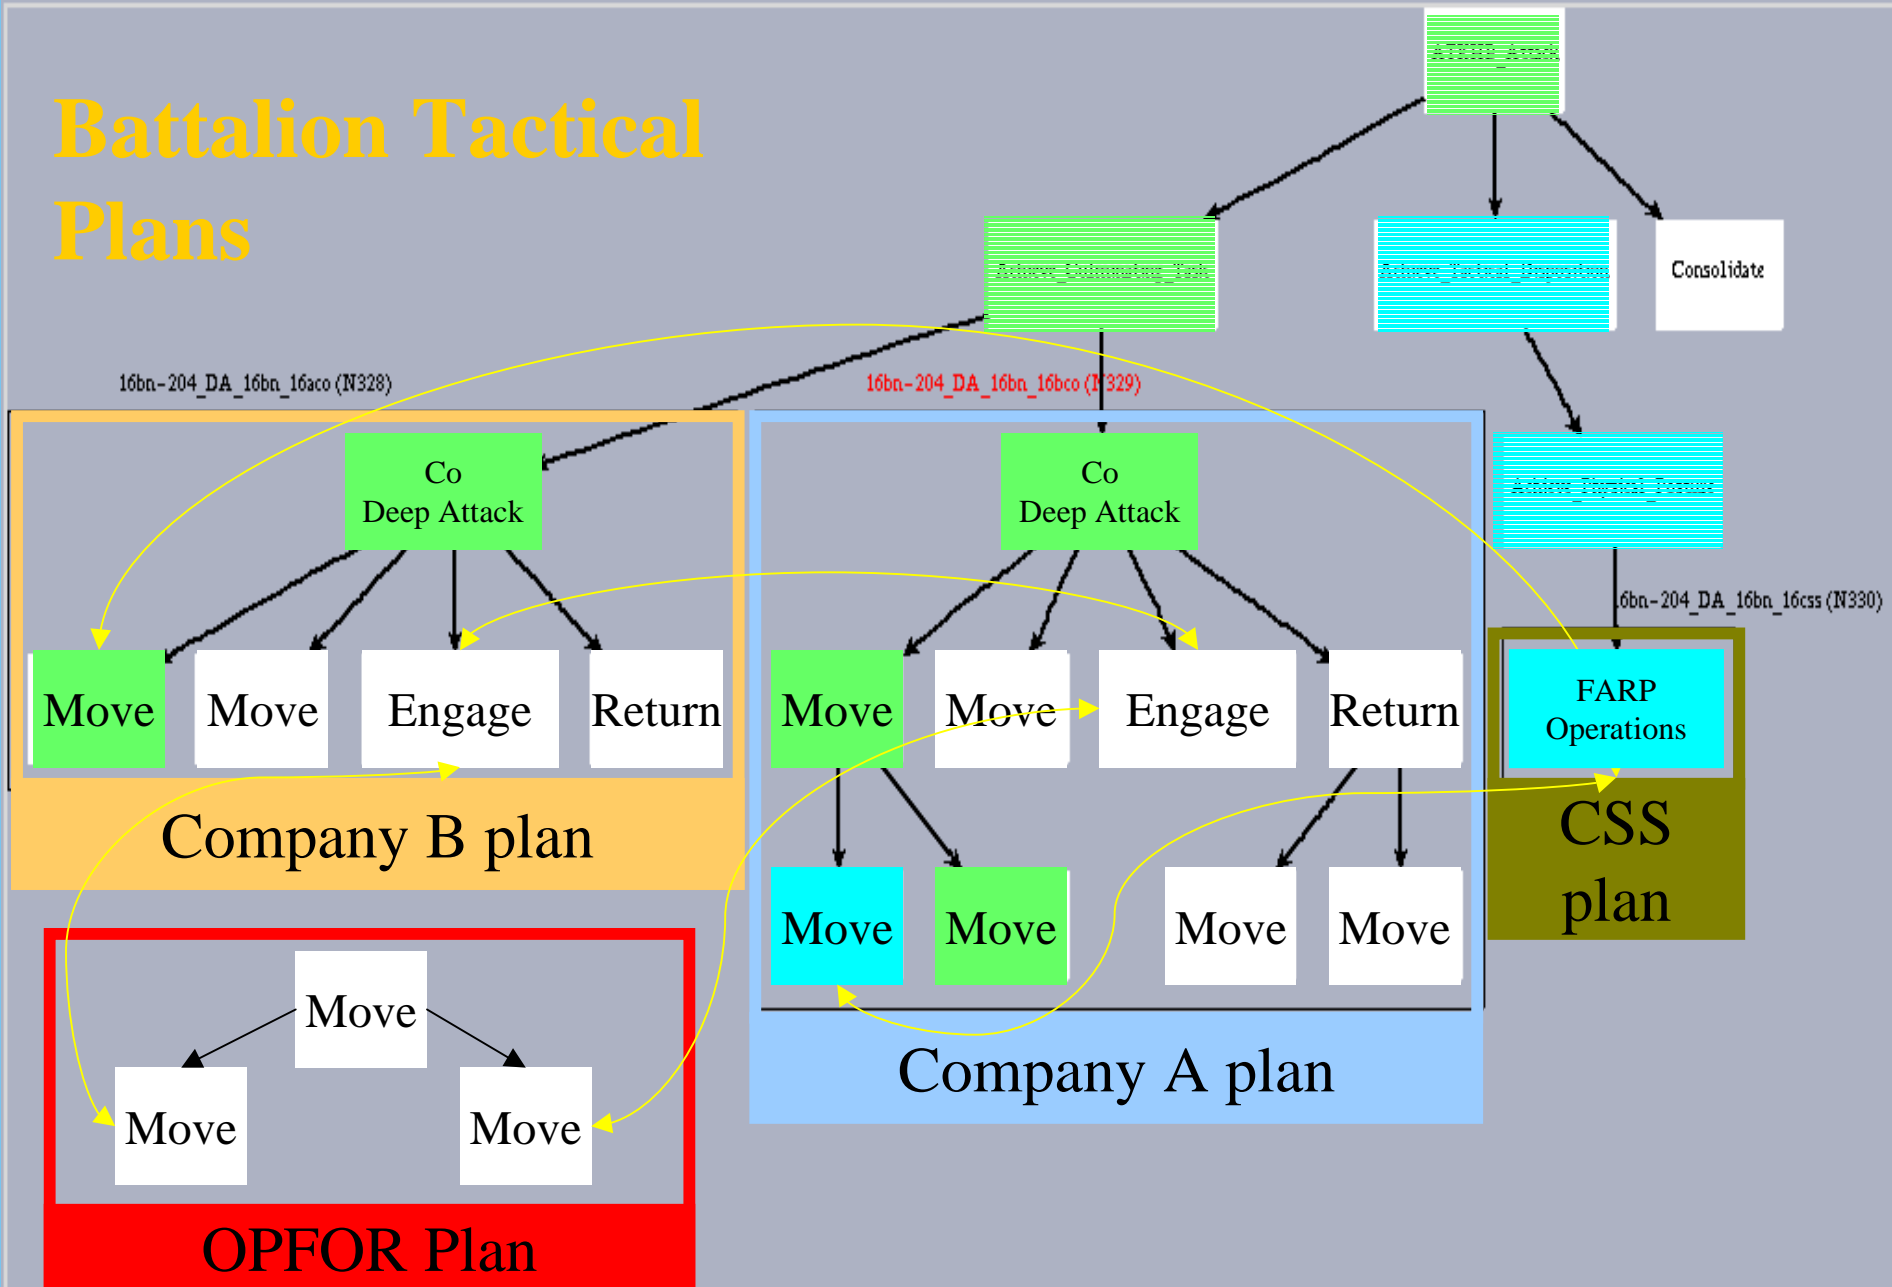 Battalion Tactical
Plans
Consolidate
16bn-204_DA_16bn_16aco (N328)
16bn-204_DA_16bn_16bco (N329)
Co
Deep Attack
Co
Deep Attack
16bn-204_DA_16bn_16css (N330)
Move
Move
Engage
Return
Move
Move
Engage
Return
FARP
Operations
Company B plan
CSS
plan
Move
Move
Move
Move
Company A plan
Move
Move
Move
OPFOR Plan